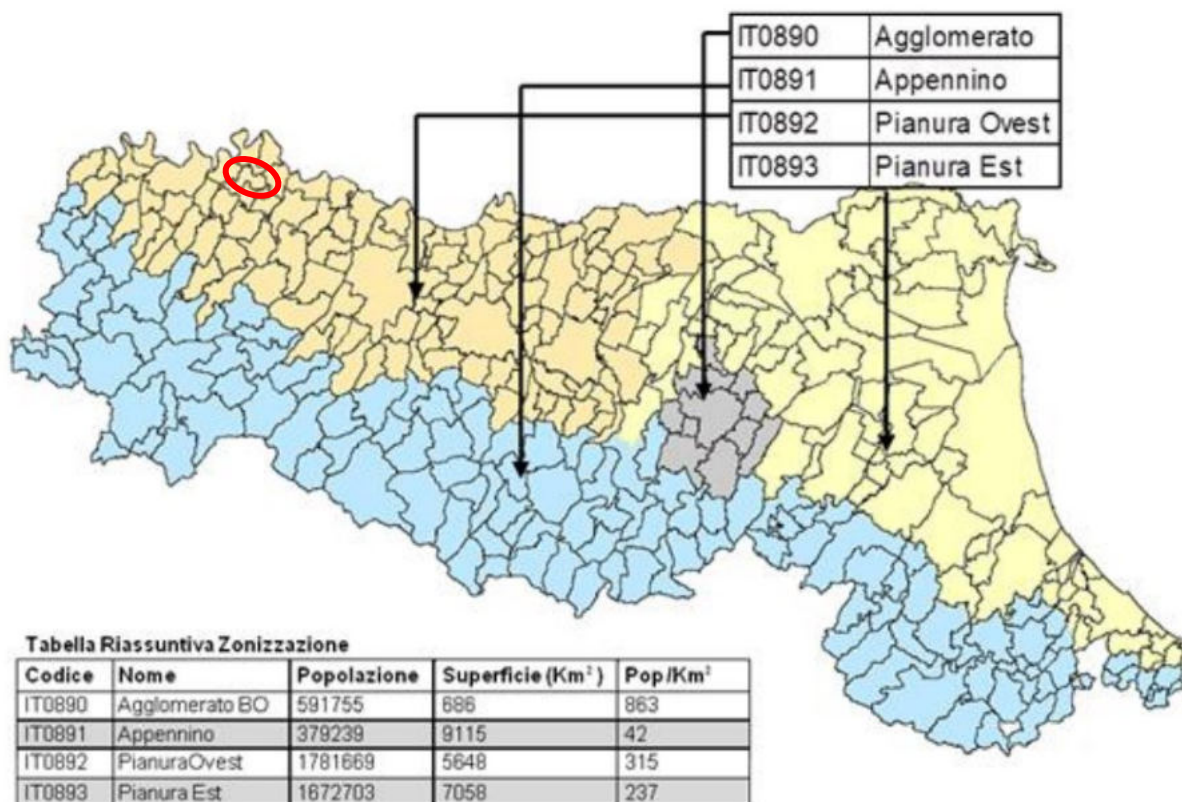 IT0890 Agglomerato
IT0891 Appennino
IT0892 Pianura Ovest
IT0893 Pianura Est
Tabella Riassuntiva Zonizzazione
Codice Nome Popolazione Superficie (Km²) Pop/Km²
IT0890 Agglomerato BO 591755 686 863
IT0891 Appennino 379239 9115 42
IT0892 PianuraOvest 1781669 5648 315
IT0893 Pianura Est 1672703 7058 237